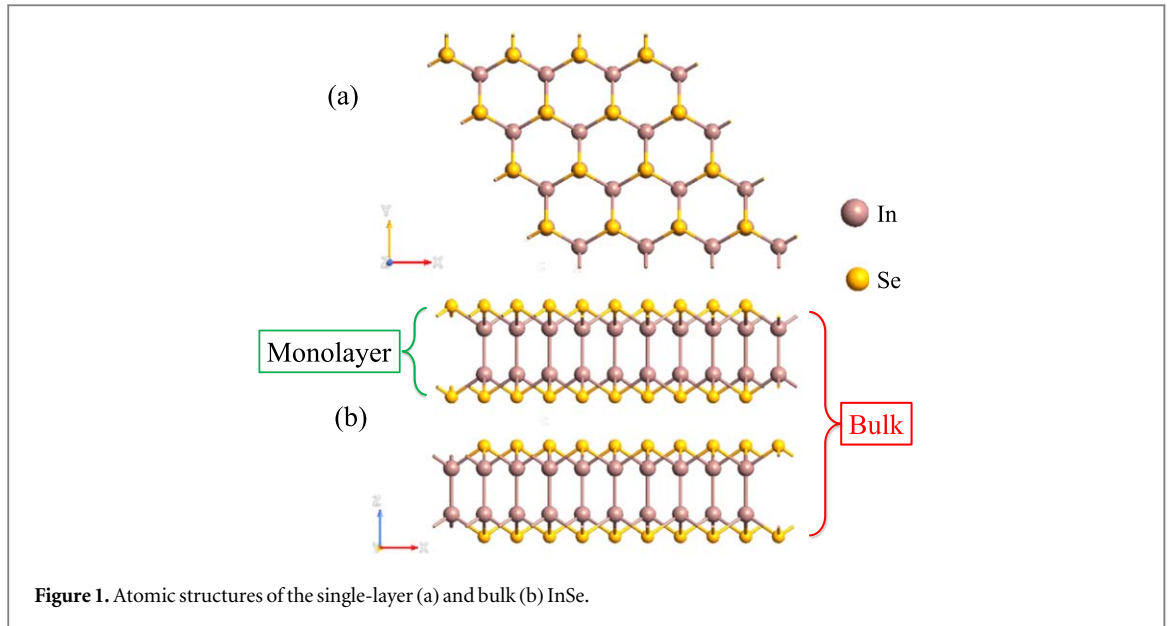 (a)
Y
Z
X
In
Se
Monolayer
(b)
Bulk
Z
Y
X
Figure 1. Atomic structures of the single-layer (a) and bulk (b) InSe.